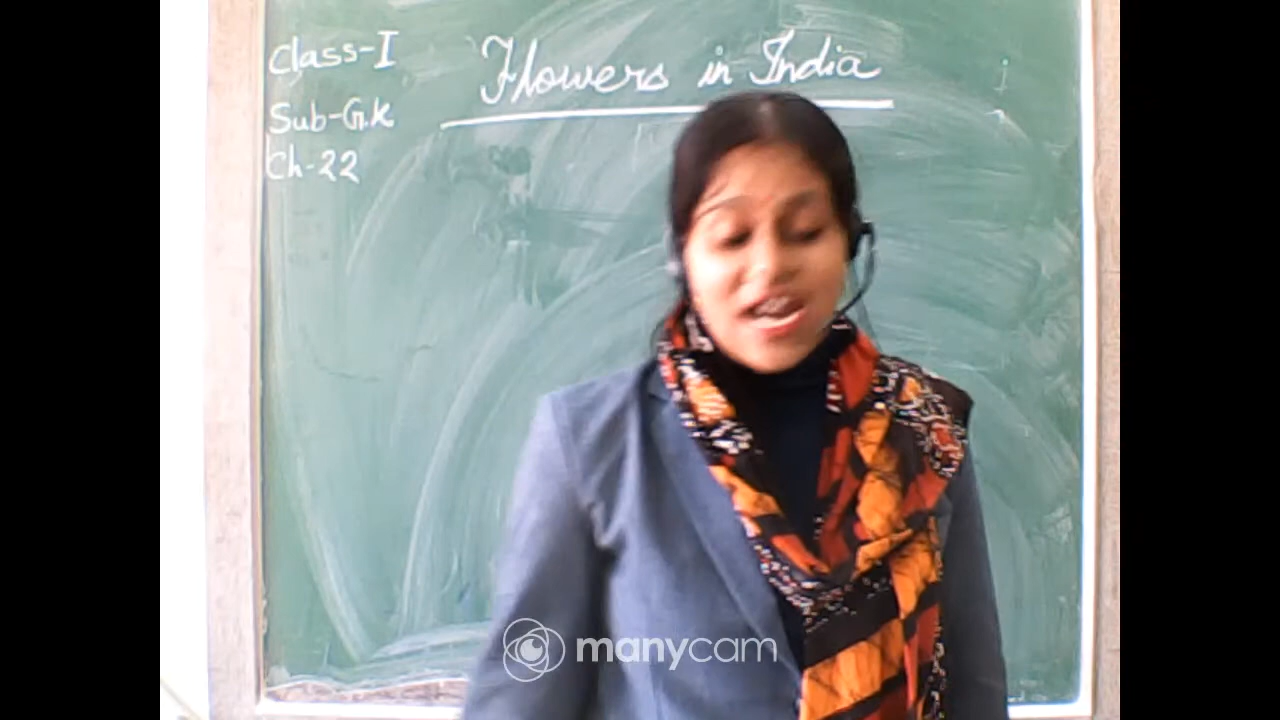 Class-I
Flowers in India
Sub-G.K
Ch-22
manycam